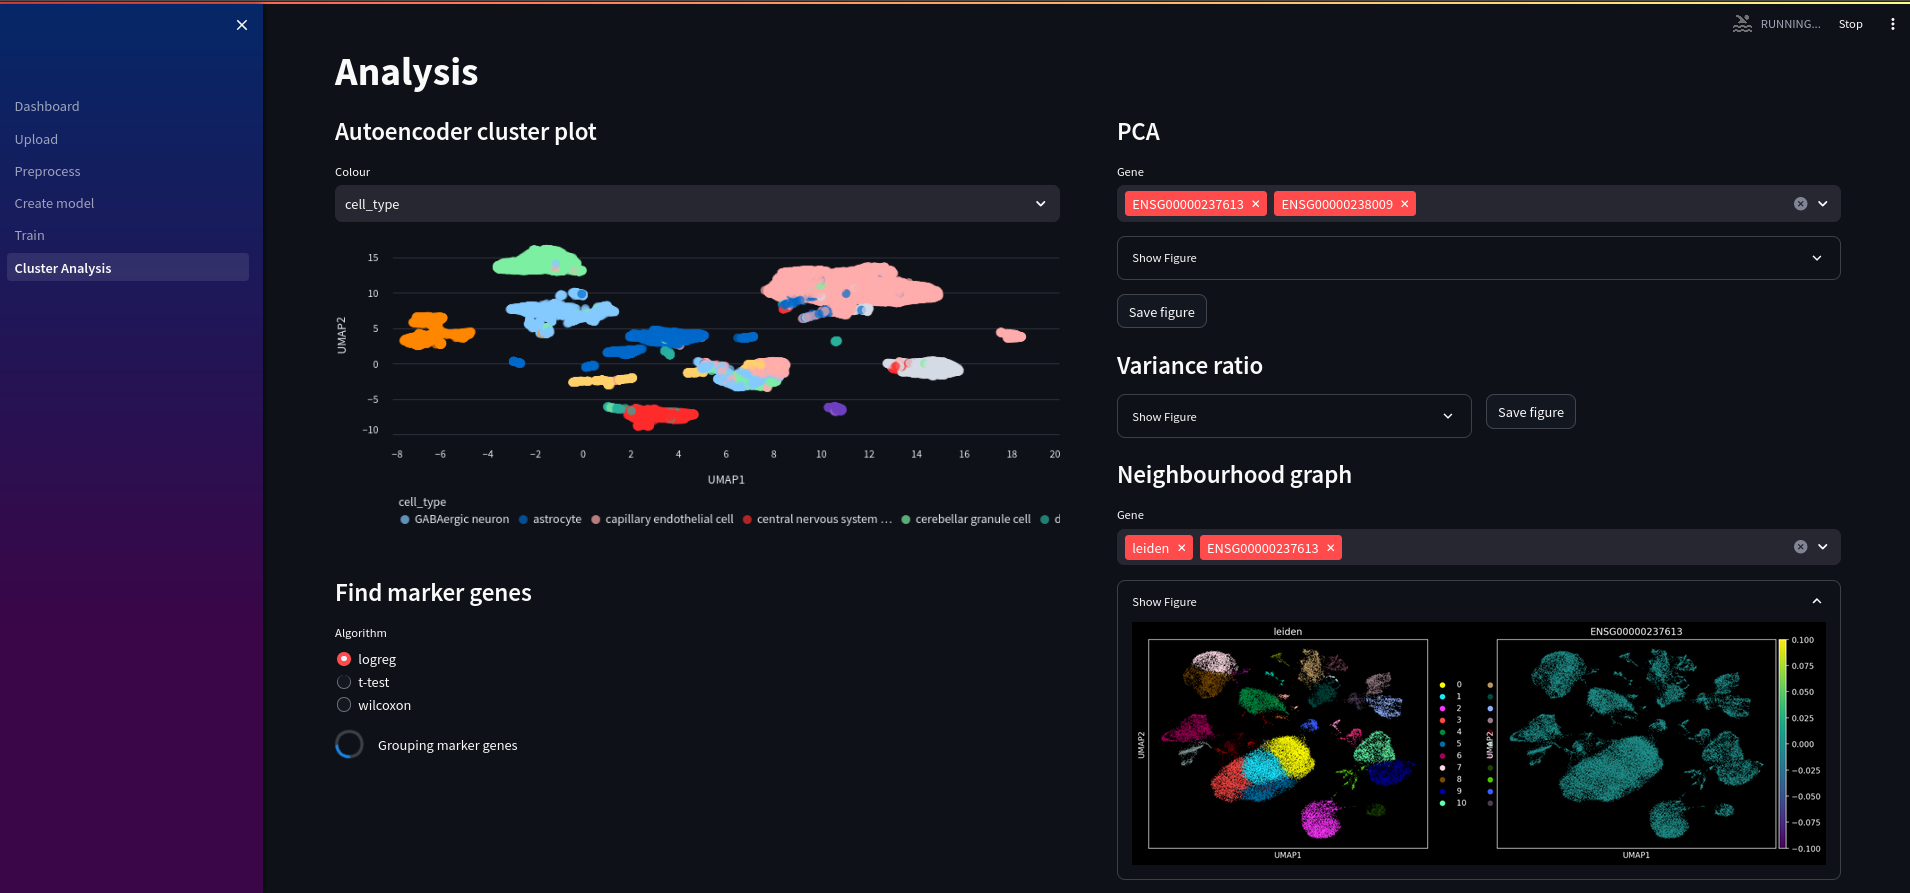 RUNNING...
Stop
Dashboard
Upload
Preprocess
Create model
Train
Cluster Analysis
Analysis
Autoencoder cluster plot
Colour
cell_type
15
10
5
0
−5
−10
UMAP2
−8 −6 −4 −2 0 2 4 6 8 10 12 14 16 18 20
UMAP1
cell_type
GABAergic neuron astrocyte capillary endothelial cell central nervous system … cerebellar granule cell d
Find marker genes
Algorithm
logreg
t-test
wilcoxon
Grouping marker genes
PCA
Gene
ENSG00000237613 ENSG00000238009
Show Figure
Save figure
Variance ratio
Show Figure
Save figure
Neighbourhood graph
Gene
leiden ENSG00000237613
Show Figure
leiden
UMAP2
UMAP1
0
1
2
3
4
5
6
7
8
9
10
ENSG00000237613
UMAP2
UMAP1
0.100
0.075
0.050
0.025
0.000
−0.025
−0.050
−0.075
−0.100